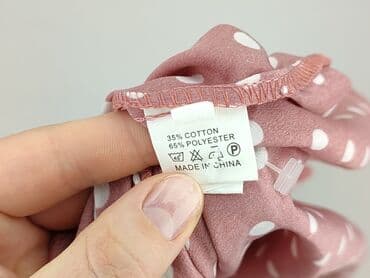 35% COTTON
65% POLYESTER
P
MADE IN CHINA